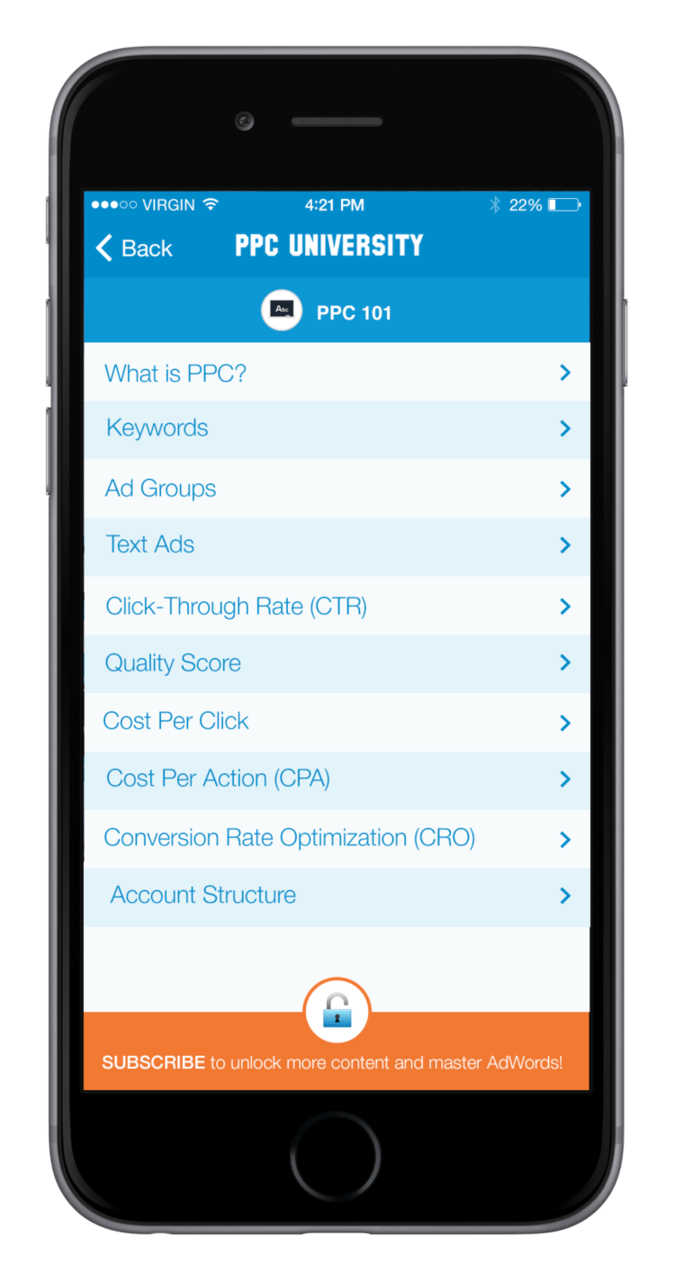 VIRGIN 4:21 PM 22%
Back PPC UNIVERSITY
Abc PPC 101
What is PPC?
Keywords
Ad Groups
Text Ads
Click-Through Rate (CTR)
Quality Score
Cost Per Click
Cost Per Action (CPA)
Conversion Rate Optimization (CRO)
Account Structure
SUBSCRIBE to unlock more content and master AdWords!